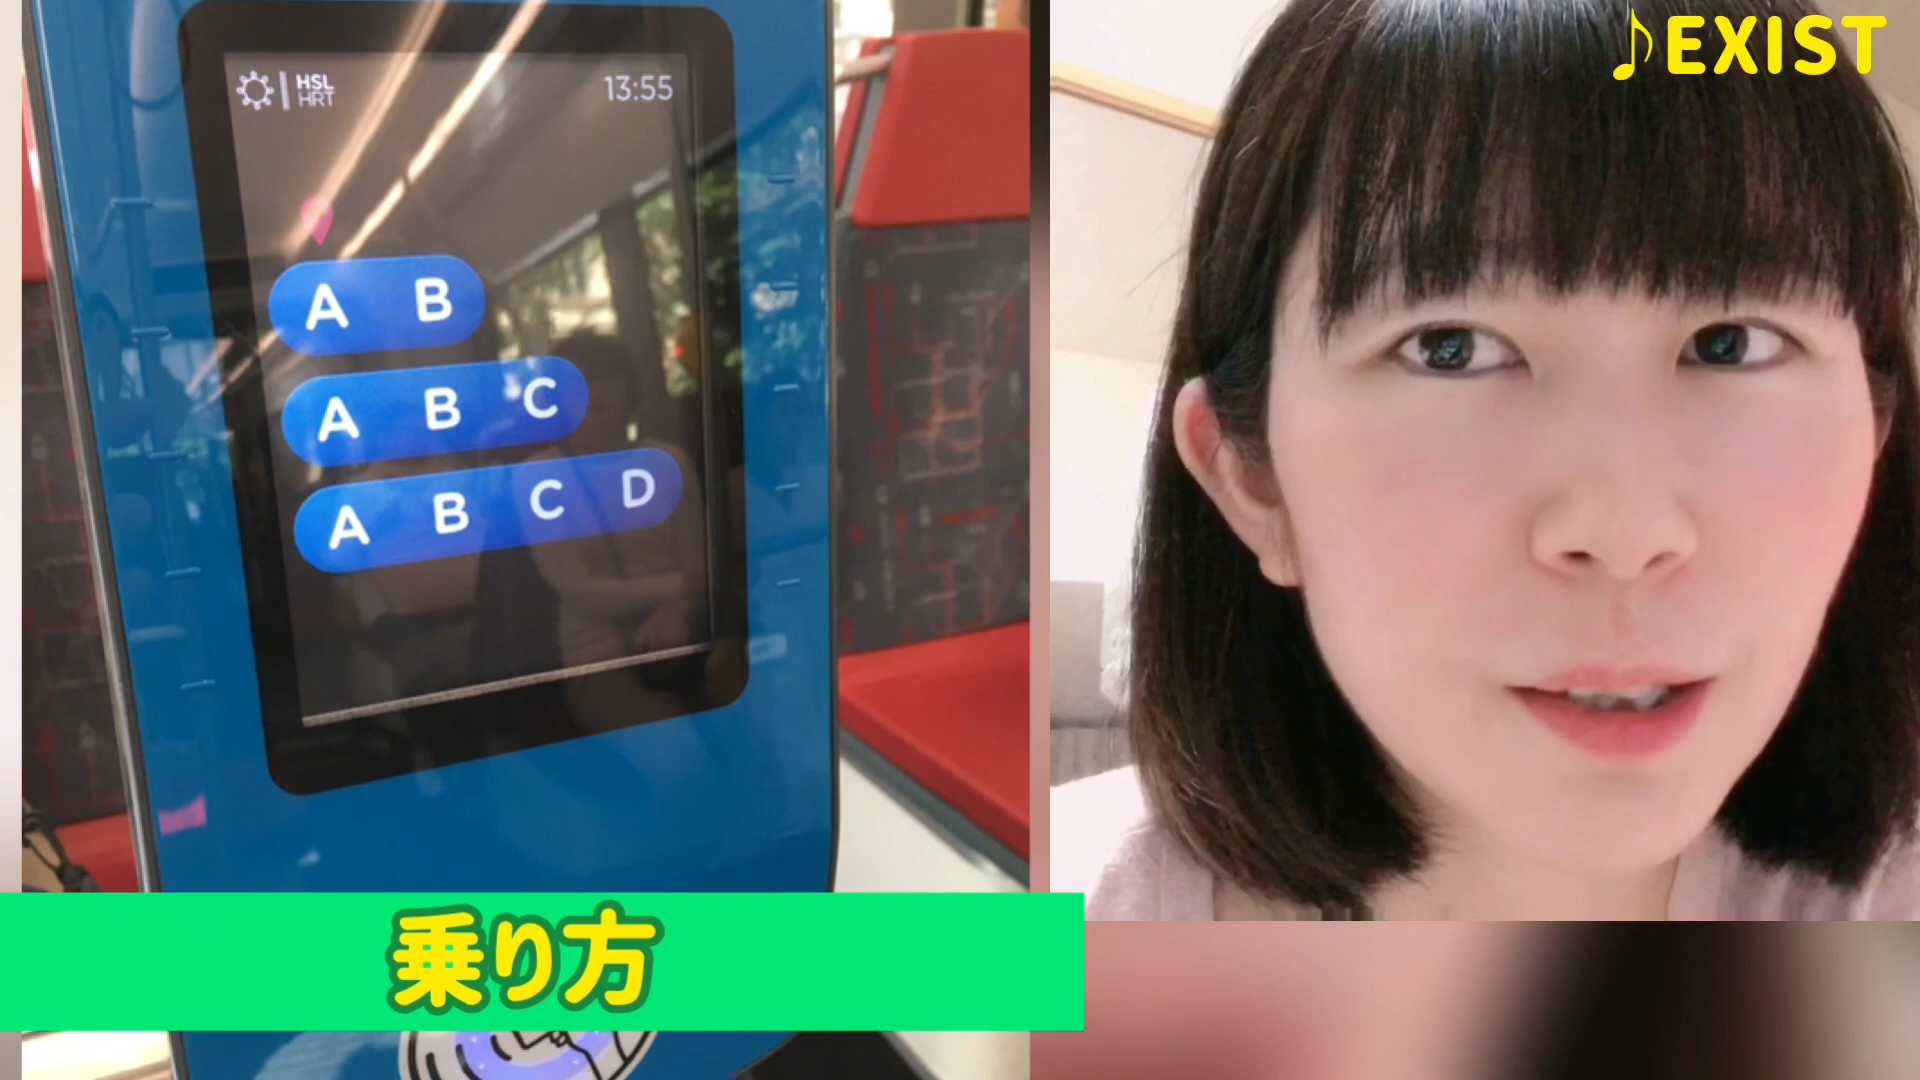 HSL
HRT
13:55
A B
A B C
A B C D
♪EXIST
乗り方